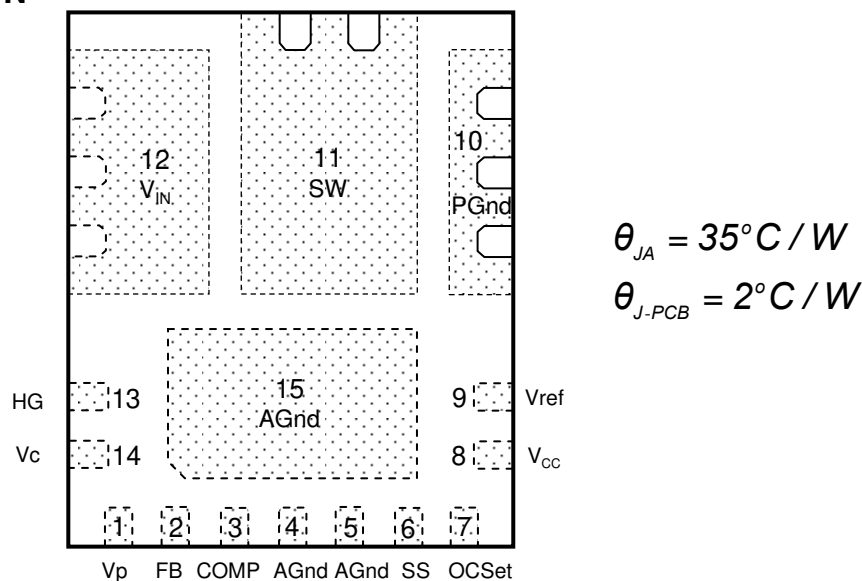 N
12
V_IN
11
SW
10
PGnd
θ_JA = 35°C / W
θ_J-PCB = 2°C / W
15
AGnd
HG 13
9 Vref
Vc 14
8 V_CC
1 2 3 4 5 6 7
Vp FB COMP AGnd AGnd SS OCSet